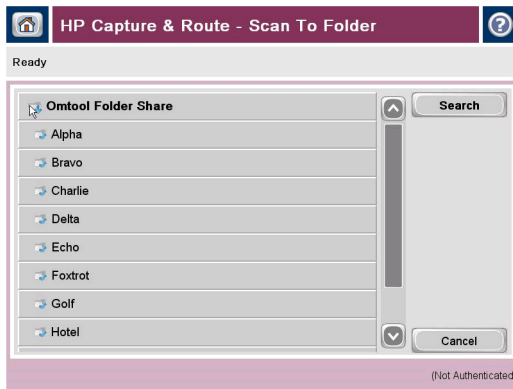 HP Capture & Route - Scan To Folder
Ready
Omtool Folder Share
Search
Alpha
Bravo
Charlie
Delta
Echo
Foxtrot
Golf
Hotel
Cancel
(Not Authenticated